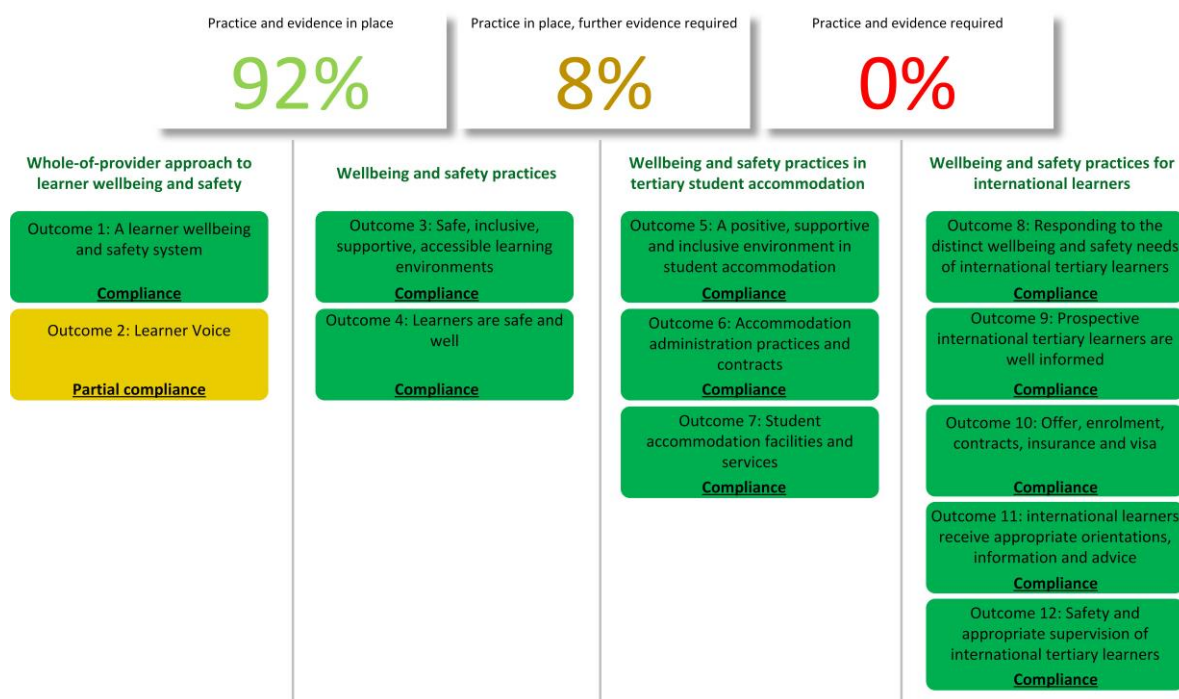 Practice and evidence in place
92%
Practice in place, further evidence required
8%
Practice and evidence required
0%
Whole-of-provider approach to
learner wellbeing and safety
Outcome 1: A learner wellbeing
and safety system
Compliance
Outcome 2: Learner Voice
Partial compliance
Wellbeing and safety practices
Outcome 3: Safe, inclusive,
supportive, accessible learning
environments
Compliance
Outcome 4: Learners are safe and
well
Compliance
Wellbeing and safety practices in
tertiary student accommodation
Outcome 5: A positive, supportive
and inclusive environment in
student accommodation
Compliance
Outcome 6: Accommodation
administration practices and
contracts
Compliance
Outcome 7: Student
accommodation facilities and
services
Compliance
Wellbeing and safety practices for
international learners
Outcome 8: Responding to the
distinct wellbeing and safety needs
of international tertiary learners
Compliance
Outcome 9: Prospective
international tertiary learners are
well informed
Compliance
Outcome 10: Offer, enrolment,
contracts, insurance and visa
Compliance
Outcome 11: international learners
receive appropriate orientations,
information and advice
Compliance
Outcome 12: Safety and
appropriate supervision of
international tertiary learners
Compliance